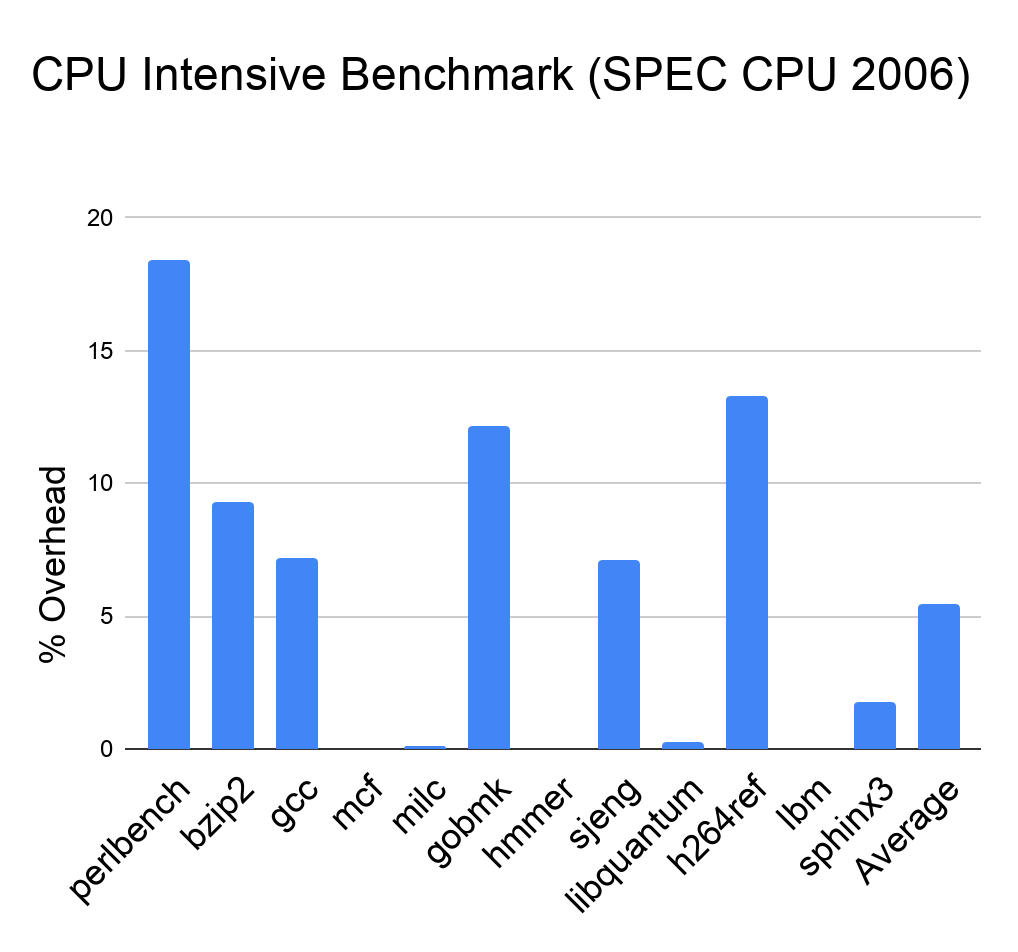 CPU Intensive Benchmark (SPEC CPU 2006)
% Overhead
20
15
10
5
0
perlbench
bzip2
gcc
mcf
milc
gobmk
hmmer
sjeng
libquantum
h264ref
lbm
sphinx3
Average